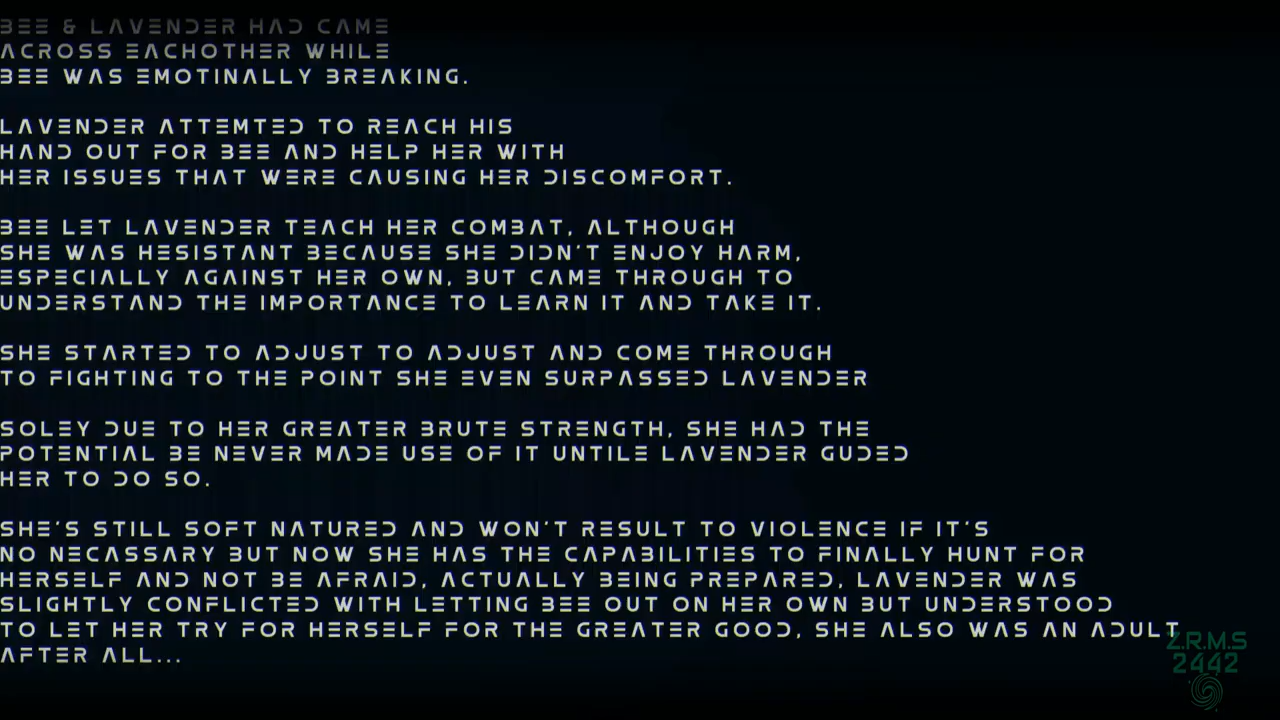 BEE & LAVENDER HAD CAME
ACROSS EACHOTHER WHILE
BEE WAS EMOTINALLY BREAKING.
LAVENDER ATTEMTED TO REACH HIS
HAND OUT FOR BEE AND HELP HER WITH
HER ISSUES THAT WERE CAUSING HER DISCOMFORT.
BEE LET LAVENDER TEACH HER COMBAT, ALTHOUGH
SHE WAS HESISTANT BECAUSE SHE DIDN'T ENJOY HARM,
ESPECIALLY AGAINST HER OWN, BUT CAME THROUGH TO
UNDERSTAND THE IMPORTANCE TO LEARN IT AND TAKE IT.
SHE STARTED TO ADJUST TO ADJUST AND COME THROUGH
TO FIGHTING TO THE POINT SHE EVEN SURPASSED LAVENDER
SOLEY DUE TO HER GREATER BRUTE STRENGTH, SHE HAD THE
POTENTIAL BE NEVER MADE USE OF IT UNTILE LAVENDER GUDED
HER TO DO SO.
SHE'S STILL SOFT NATURED AND WON'T RESULT TO VIOLENCE IF IT'S
NO NECASSARY BUT NOW SHE HAS THE CAPABILITIES TO FINALLY HUNT FOR
HERSELF AND NOT BE AFRAID, ACTUALLY BEING PREPARED, LAVENDER WAS
SLIGHTLY CONFLICTED WITH LETTING BEE OUT ON HER OWN BUT UNDERSTOOD
TO LET HER TRY FOR HERSELF FOR THE GREATER GOOD, SHE ALSO WAS AN ADULT
AFTER ALL...
Z.R.M.S
2442